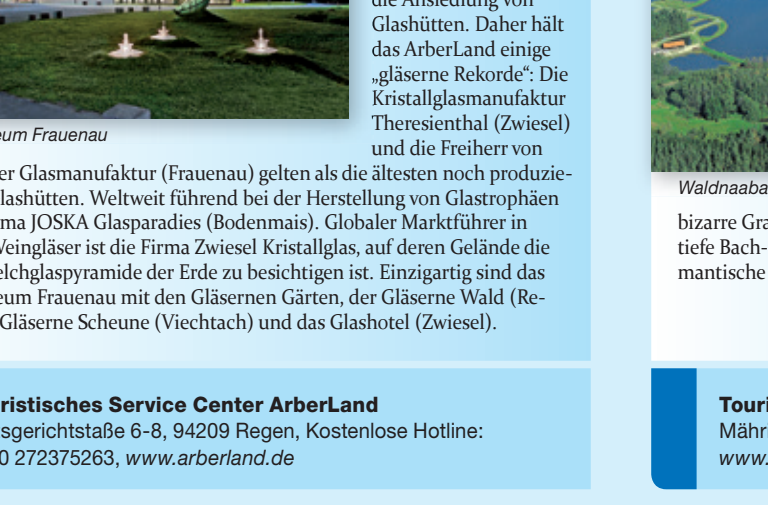 die Ansiedlung von
Glashütten. Daher hält
das ArberLand einige
„gläserne Rekorde“: Die
Kristallglasmanufaktur
Theresienthal (Zwiesel)
und die Freiherr von
eum Frauenau
er Glasmanufaktur (Frauenau) gelten als die ältesten noch produzie-
lashütten. Weltweit führend bei der Herstellung von Glastrophäen
ma JOSKA Glasparadies (Bodenmais). Globaler Marktführer in
Weingläser ist die Firma Zwiesel Kristallglas, auf deren Gelände die
elchglaspyramide der Erde zu besichtigen ist. Einzigartig sind das
eum Frauenau mit den Gläsernen Gärten, der Gläserne Wald (Re-
Gläserne Scheune (Viechtach) und das Glashotel (Zwiesel).
ristisches Service Center ArberLand
sgerichtstaße 6-8, 94209 Regen, Kostenlose Hotline:
0 272375263, www.arberland.de
Waldnaaba
bizarre Gra
tiefe Bach-
mantische
Touri
Mähr
www.